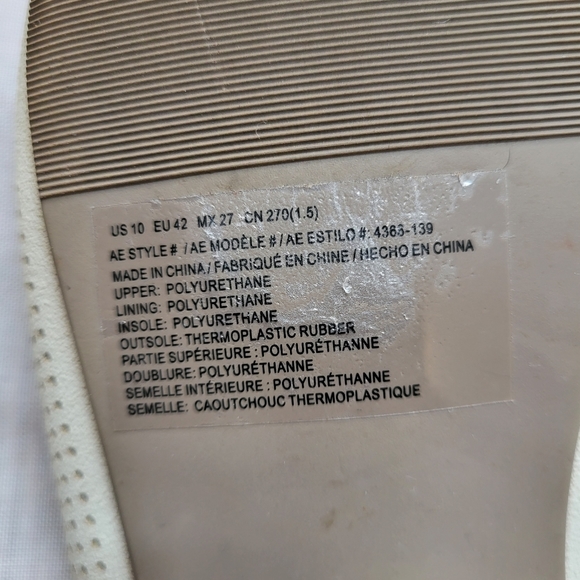 US 10 EU 42 MX 27 CN 270(1.5)
AE STYLE # / AE MODÈLE # / AE ESTILO #: 4366-139
MADE IN CHINA / FABRIQUÉ EN CHINE / HECHO EN CHINA
UPPER: POLYURETHANE
LINING: POLYURETHANE
INSOLE: POLYURETHANE
OUTSOLE: THERMOPLASTIC RUBBER
PARTIE SUPÉRIEURE : POLYURÉTHANNE
DOUBLURE : POLYURÉTHANNE
SEMELLE INTÉRIEURE : POLYURÉTHANNE
SEMELLE: CAOUTCHOUC THERMOPLASTIQUE